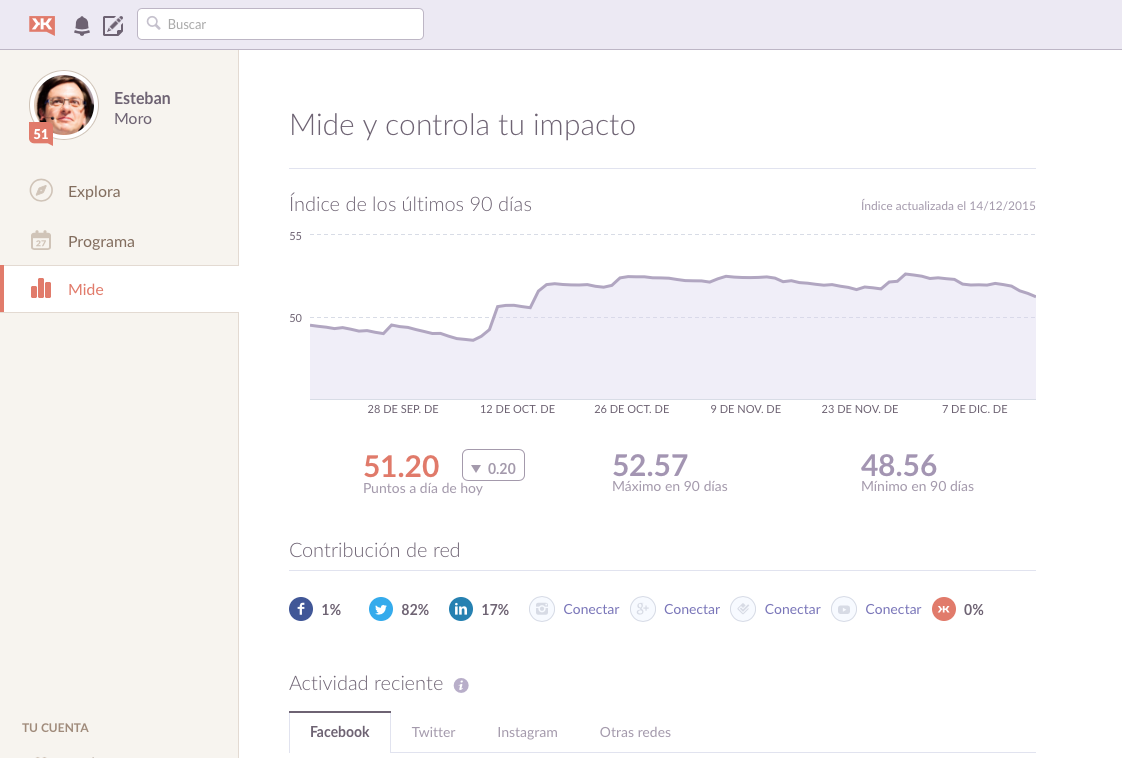 Buscar
Esteban
Moro
51
Explora
27
Programa
Mide
TU CUENTA
Mide y controla tu impacto
Índice de los últimos 90 días
Índice actualizada el 14/12/2015
55
50
28 DE SEP. DE 12 DE OCT. DE 26 DE OCT. DE 9 DE NOV. DE 23 DE NOV. DE 7 DE DIC. DE
51.20 ▼ 0.20 52.57 48.56
Puntos a día de hoy Máximo en 90 días Mínimo en 90 días
Contribución de red
1% 82% 17% Conectar Conectar Conectar Conectar 0%
Actividad reciente
Facebook Twitter Instagram Otras redes